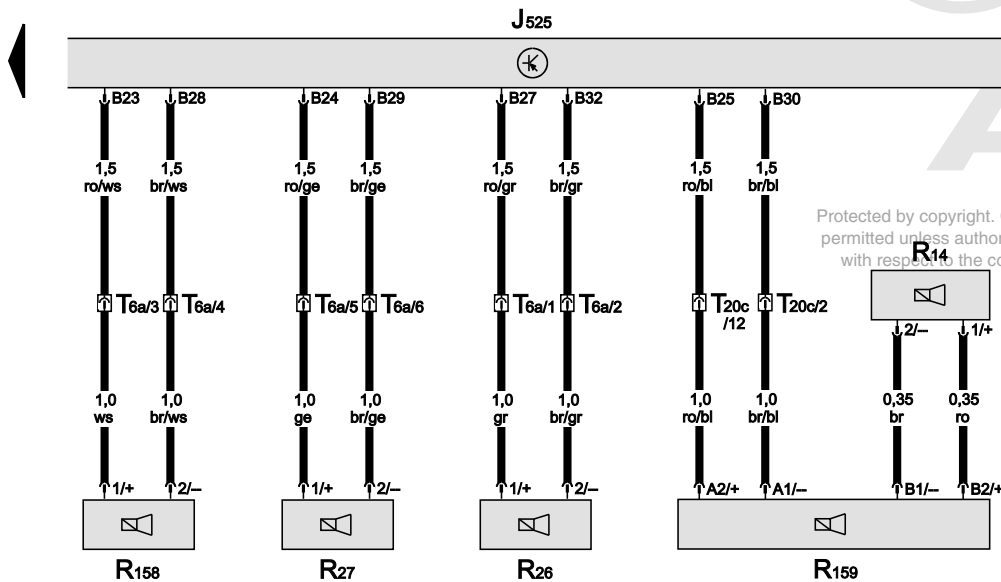 J525
B23 B28 B24 B29 B27 B32 B25 B30
1,5 1,5 1,5 1,5 1,5 1,5 1,5 1,5
ro/ws br/ws ro/ge br/ge ro/gr br/gr ro/bl br/bl
Protected by copyright.
permitted unless author
with respect to the co
R14
T6a/3 T6a/4 T6a/5 T6a/6 T6a/1 T6a/2 T20c T20c/2
/12
2/-- 1/+
1,0 1,0 1,0 1,0 1,0 1,0 1,0 1,0 0,35 0,35
ws br/ws ge br/ge gr br/gr ro/bl br/bl br ro
1/+ 2/-- 1/+ 2/-- 1/+ 2/-- A2/+ A1/-- B1/-- B2/+
R158 R27 R26 R159